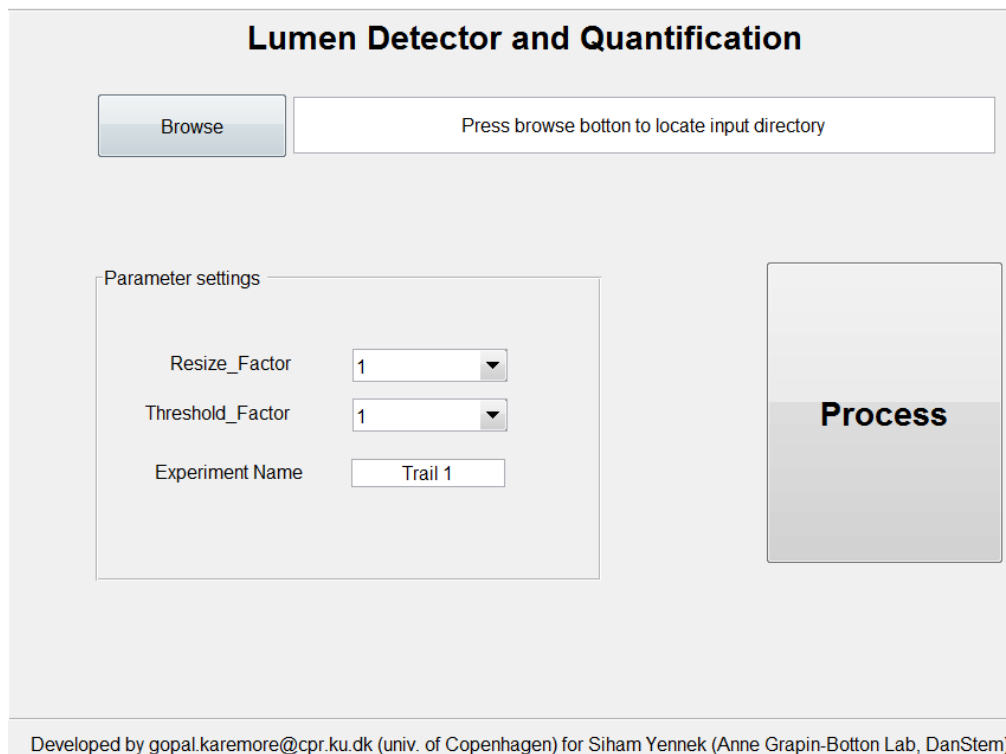 Lumen Detector and Quantification
Browse
Press browse botton to locate input directory
Parameter settings
Resize_Factor
1
Threshold_Factor
1
Experiment Name
Trail 1
Process
Developed by gopal.karemore@cpr.ku.dk (univ. of Copenhagen) for Siham Yennek (Anne Grapin-Botton Lab, DanStem)